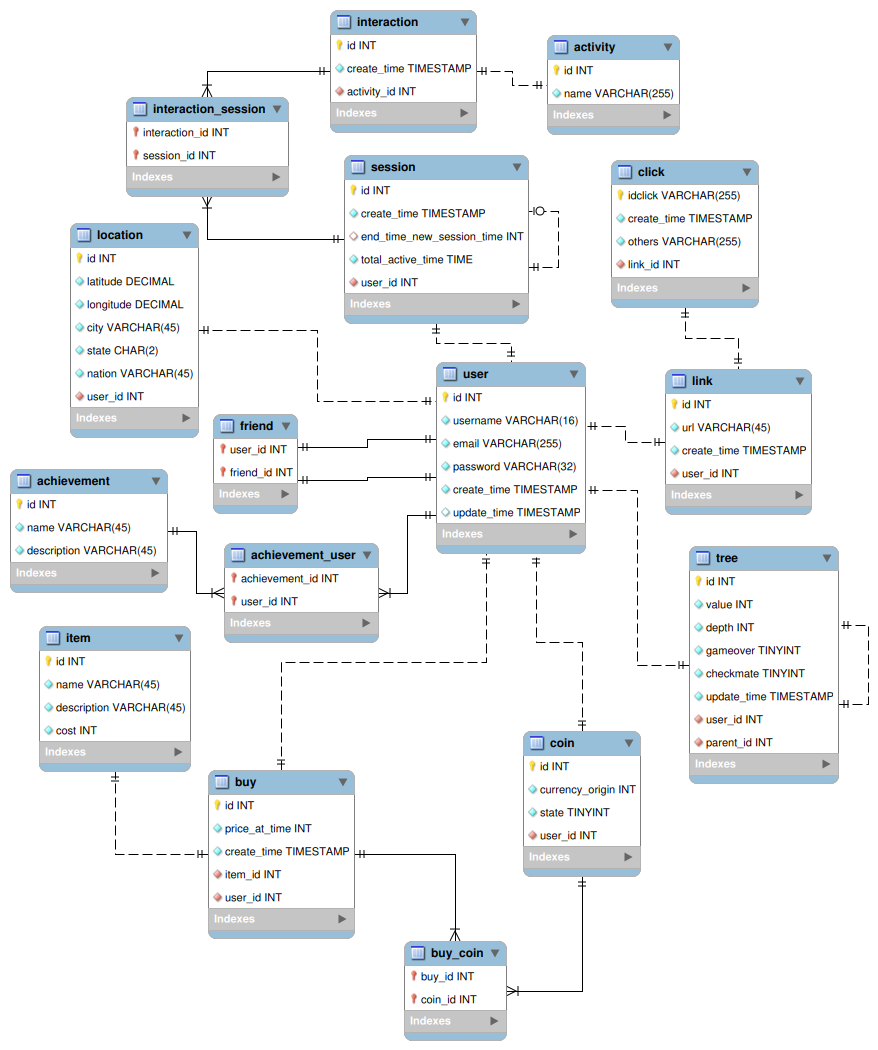 interaction
id INT
create_time TIMESTAMP
activity_id INT
Indexes
activity
id INT
name VARCHAR(255)
Indexes
interaction_session
interaction_id INT
session_id INT
Indexes
session
id INT
create_time TIMESTAMP
end_time_new_session_time INT
total_active_time TIME
user_id INT
Indexes
click
idclick VARCHAR(255)
create_time TIMESTAMP
others VARCHAR(255)
link_id INT
Indexes
location
id INT
latitude DECIMAL
longitude DECIMAL
city VARCHAR(45)
state CHAR(2)
nation VARCHAR(45)
user_id INT
Indexes
user
id INT
username VARCHAR(16)
email VARCHAR(255)
password VARCHAR(32)
create_time TIMESTAMP
update_time TIMESTAMP
Indexes
link
id INT
url VARCHAR(45)
create_time TIMESTAMP
user_id INT
Indexes
friend
user_id INT
friend_id INT
Indexes
achievement
id INT
name VARCHAR(45)
description VARCHAR(45)
Indexes
achievement_user
achievement_id INT
user_id INT
Indexes
tree
id INT
value INT
depth INT
gameover TINYINT
checkmate TINYINT
update_time TIMESTAMP
user_id INT
parent_id INT
Indexes
item
id INT
name VARCHAR(45)
description VARCHAR(45)
cost INT
Indexes
coin
id INT
currency_origin INT
state TINYINT
user_id INT
Indexes
buy
id INT
price_at_time INT
create_time TIMESTAMP
item_id INT
user_id INT
Indexes
buy_coin
buy_id INT
coin_id INT
Indexes